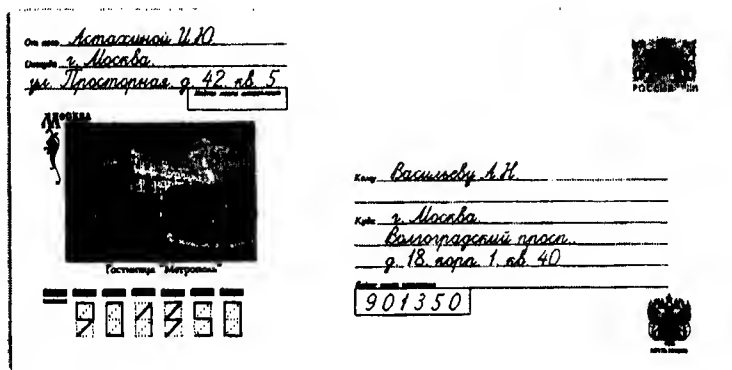 От кого Астахиной И.Ю.
Откуда г. Москва
ул. Просторная д. 42 кв. 5
МОСКВА
РОССИЯ
Гостиница "Метрополь"
901350
Кому Васильеву А.Н.
Куда г. Москва
Волгоградский просп.
д. 18. корп. 1. кв. 40
901350